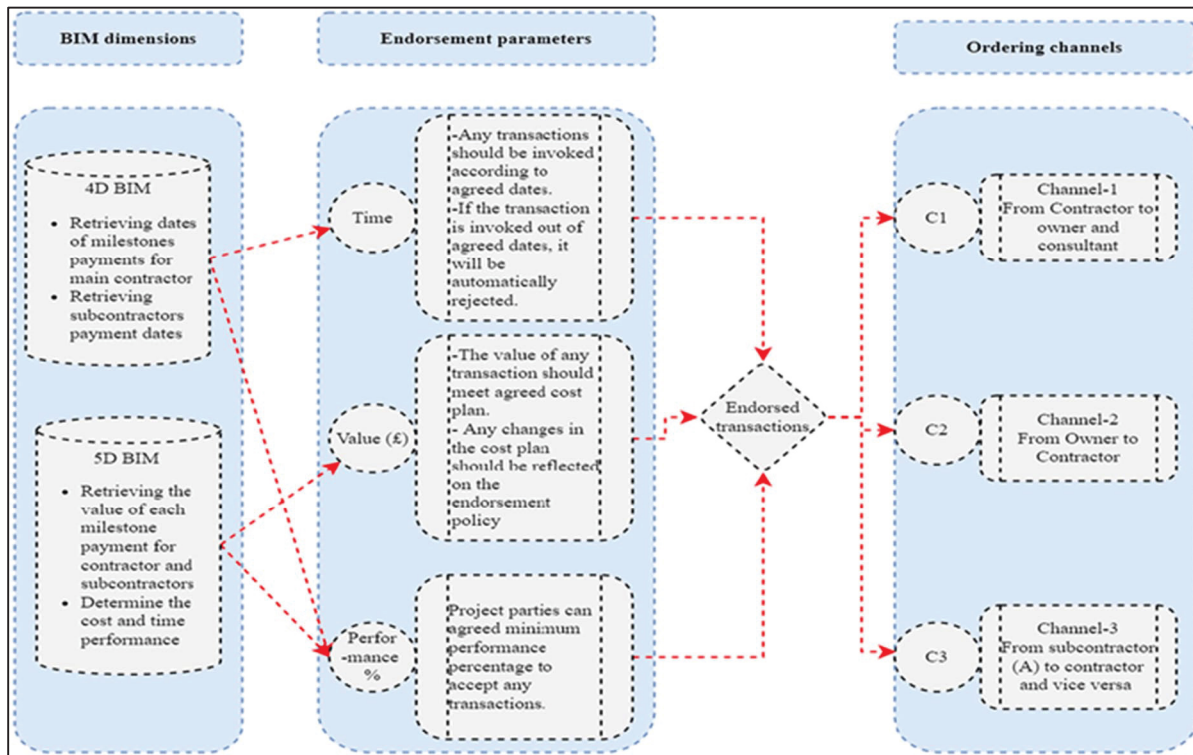 BIM dimensions
Endorsement parameters
Ordering channels
4D BIM
• Retrieving dates
of milestones
payments for
main contractor
• Retrieving
subcontractors
payment dates
5D BIM
• Retrieving the
value of each
milestone
payment for
contractor and
subcontractors
• Determine the
cost and time
performance
Time
-Any transactions
should be invoked
according to
agreed dates.
-If the transaction
is invoked out of
agreed dates, it
will be
automatically
rejected.
Value (£)
-The value of any
transaction should
meet agreed cost
plan.
- Any changes in
the cost plan
should be reflected
on the
endorsement
policy
Perfor
-mance
%
Project parties can
agreed minimum
performance
percentage to
accept any
transactions.
Endorsed
transactions
C1
Channel-1
From Contractor to
owner and
consultant
C2
Channel-2
From Owner to
Contractor
C3
Channel-3
From subcontractor
(A) to contractor
and vice versa